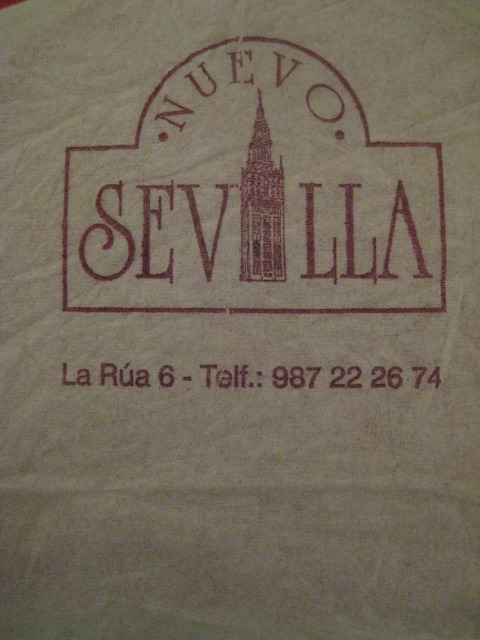 · NUEVO ·
SEVILLA
La Rúa 6 - Telf.: 987 22 26 74